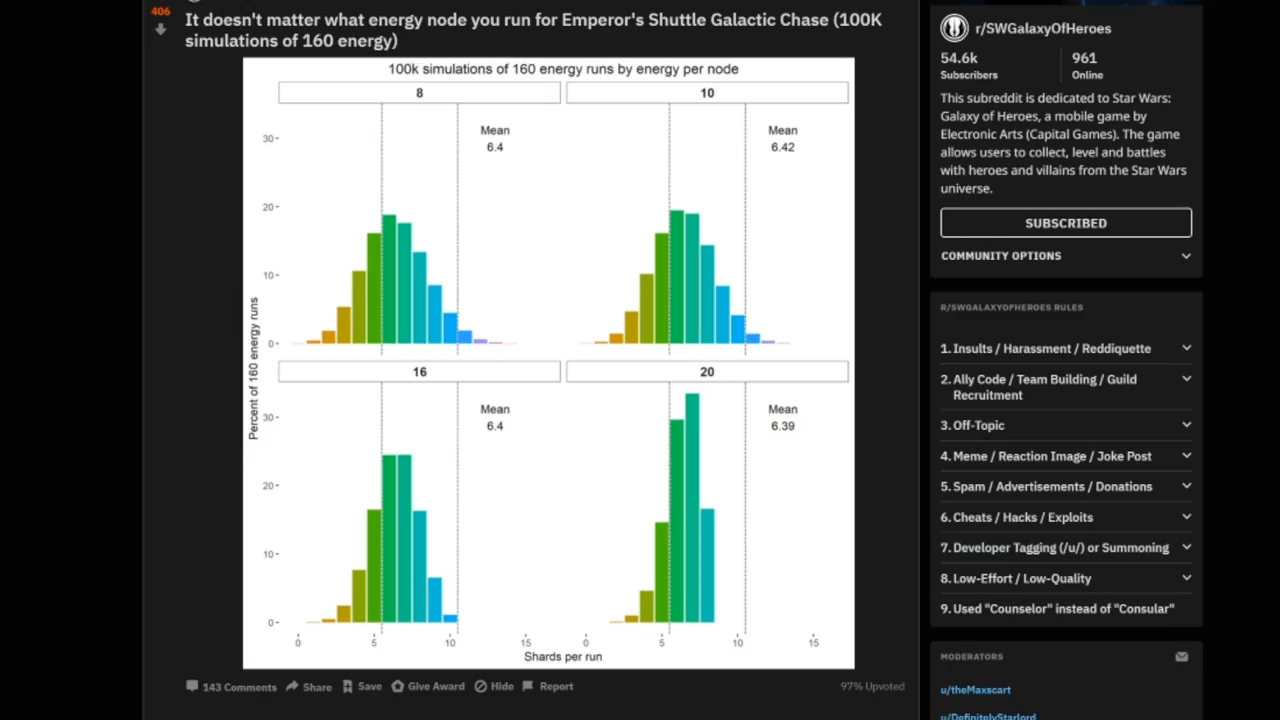 406
It doesn't matter what energy node you run for Emperor's Shuttle Galactic Chase (100K
simulations of 160 energy)
100k simulations of 160 energy runs by energy per node
8
10
Mean
6.4
Mean
6.42
30
20
10
0
16
20
Mean
6.4
Mean
6.39
30
20
10
0
Percent of 160 energy runs
0
5
10
15
0
5
10
15
Shards per run
143 Comments
Share
Save
Give Award
Hide
Report
97% Upvoted
r/SWGalaxyOfHeroes
54.6k
961
Subscribers
Online
This subreddit is dedicated to Star Wars:
Galaxy of Heroes, a mobile game by
Electronic Arts (Capital Games). The game
allows users to collect, level and battles
with heroes and villains from the Star Wars
universe.
SUBSCRIBED
COMMUNITY OPTIONS
R/SWGALAXYOFHEROES RULES
1. Insults / Harassment / Reddiquette
2. Ally Code / Team Building / Guild
Recruitment
3. Off-Topic
4. Meme / Reaction Image / Joke Post
5. Spam / Advertisements / Donations
6. Cheats / Hacks / Exploits
7. Developer Tagging (/u/) or Summoning
8. Low-Effort / Low-Quality
9. Used "Counselor" instead of "Consular"
MODERATORS
u/theMaxscart
u/DefinitelyStarlord